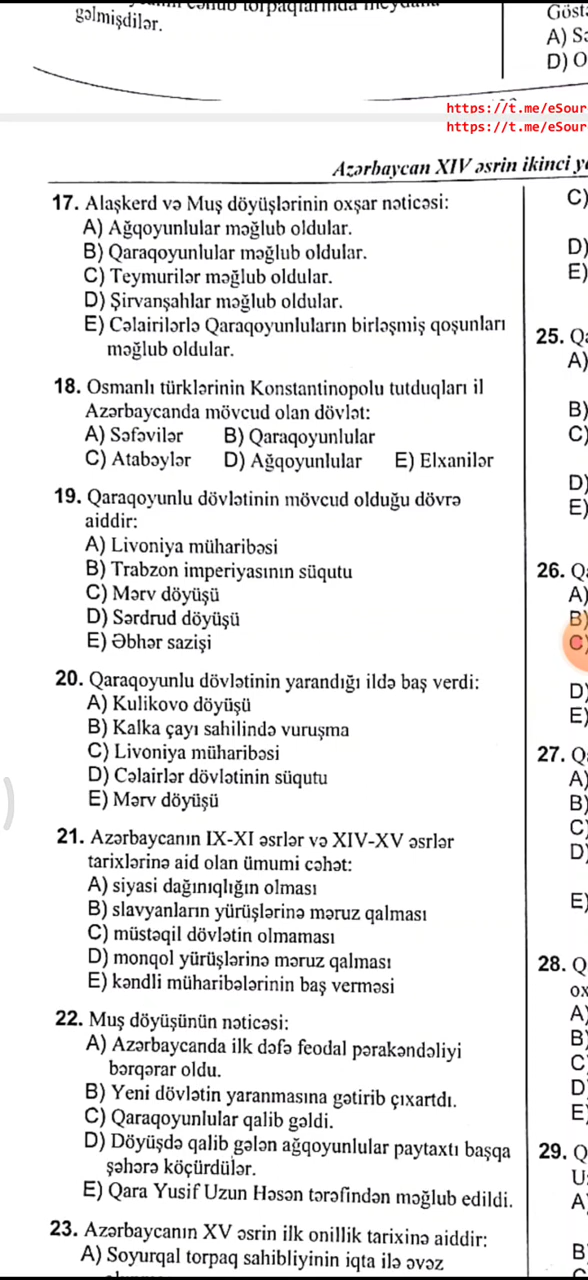 gəlmişdilər.
Göst
A) S
D) O
https://t.me/eSour
https://t.me/eSour
Azərbaycan XIV əsrin ikinci y
17. Alaşkerd və Muş döyüşlərinin oxşar nəticəsi:
A) Ağqoyunlular məğlub oldular.
B) Qaraqoyunlular məğlub oldular.
C) Teymurilər məğlub oldular.
D) Şirvanşahlar məğlub oldular.
E) Cəlairilərlə Qaraqoyunluların birləşmiş qoşunları
məğlub oldular.
18. Osmanlı türklərinin Konstantinopolu tutduqları il
Azərbaycanda mövcud olan dövlət:
A) Səfəvilər B) Qaraqoyunlular
C) Atabəylər D) Ağqoyunlular E) Elxanilər
19. Qaraqoyunlu dövlətinin mövcud olduğu dövrə
aiddir:
A) Livoniya müharibəsi
B) Trabzon imperiyasının süqutu
C) Mərv döyüşü
D) Sərdrud döyüşü
E) Əbhər sazişi
20. Qaraqoyunlu dövlətinin yarandığı ildə baş verdi:
A) Kulikovo döyüşü
B) Kalka çayı sahilində vuruşma
C) Livoniya müharibəsi
D) Cəlairlər dövlətinin süqutu
E) Mərv döyüşü
21. Azərbaycanın IX-XI əsrlər və XIV-XV əsrlər
tarixlərinə aid olan ümumi cəhət:
A) siyasi dağınıqlığın olması
B) slavyanların yürüşlərinə məruz qalması
C) müstəqil dövlətin olmaması
D) monqol yürüşlərinə məruz qalması
E) kəndli müharibələrinin baş verməsi
22. Muş döyüşünün nəticəsi:
A) Azərbaycanda ilk dəfə feodal pərakəndəliyi
bərqərar oldu.
B) Yeni dövlətin yaranmasına gətirib çıxartdı.
C) Qaraqoyunlular qalib gəldi.
D) Döyüşdə qalib gələn ağqoyunlular paytaxtı başqa
şəhərə köçürdülər.
E) Qara Yusif Uzun Həsən tərəfindən məğlub edildi.
23. Azərbaycanın XV əsrin ilk onillik tarixinə aiddir:
A) Soyurqal torpaq sahibliyinin iqta ilə əvəz
C)
D)
E)
25. Q
A)
B)
C)
D)
E)
26. Q
A)
B)
C)
D)
E)
27. Q
A)
B)
C)
D)
E)
28. Q
ox
A)
B)
C
D
E
29. Q
U
A)
B